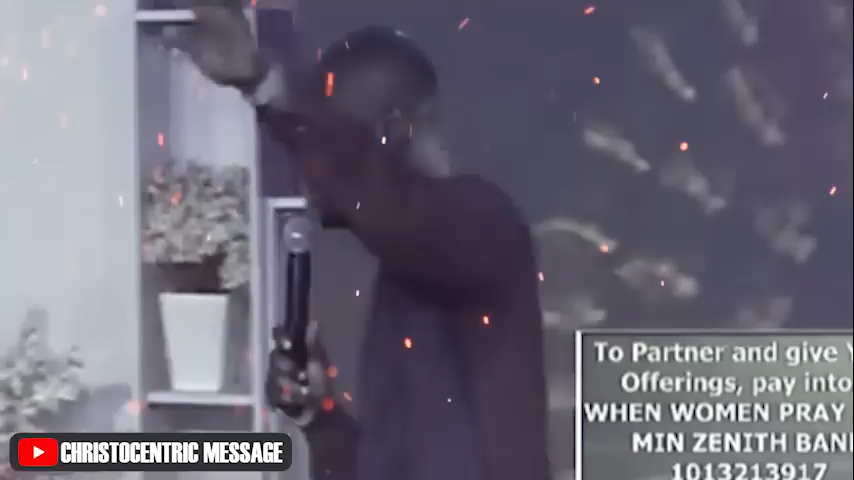 To Partner and give
Offerings, pay into
WHEN WOMEN PRAY
MIN ZENITH BAN
1013213917
CHRISTOCENTRIC MESSAGE